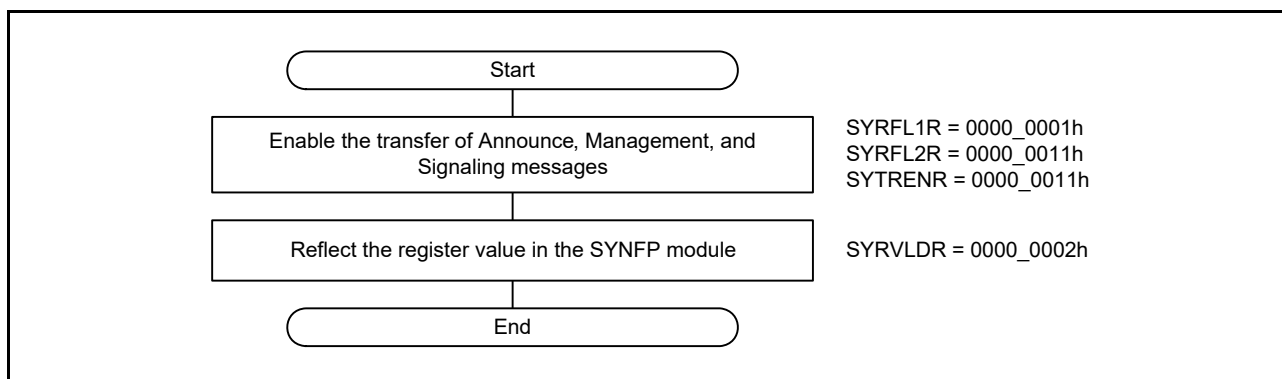 Start
Enable the transfer of Announce, Management, and
Signaling messages
SYRFL1R = 0000_0001h
SYRFL2R = 0000_0011h
SYTRENR = 0000_0011h
Reflect the register value in the SYNFP module
SYRVLDR = 0000_0002h
End